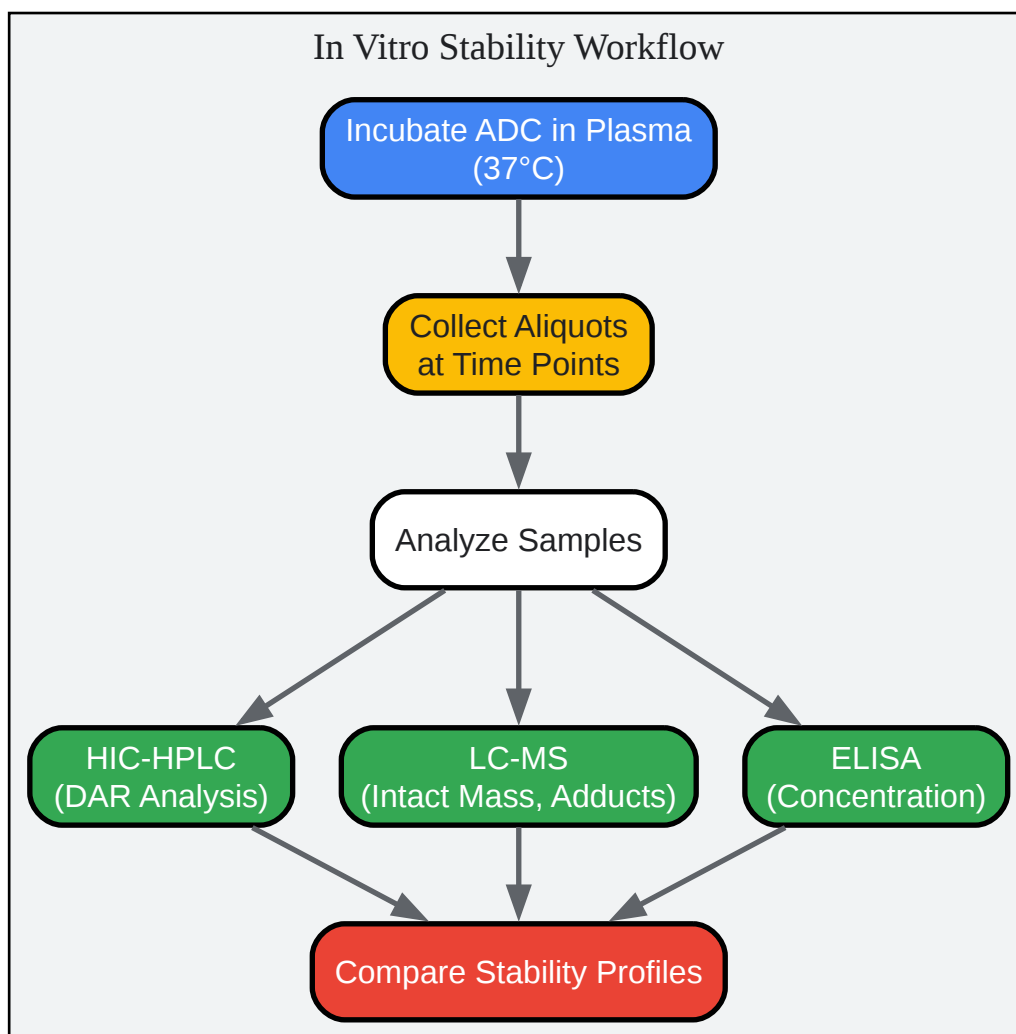 In Vitro Stability Workflow
Incubate ADC in Plasma
(37°C)
Collect Aliquots
at Time Points
Analyze Samples
HIC-HPLC
(DAR Analysis)
LC-MS
(Intact Mass, Adducts)
ELISA
(Concentration)
Compare Stability Profiles